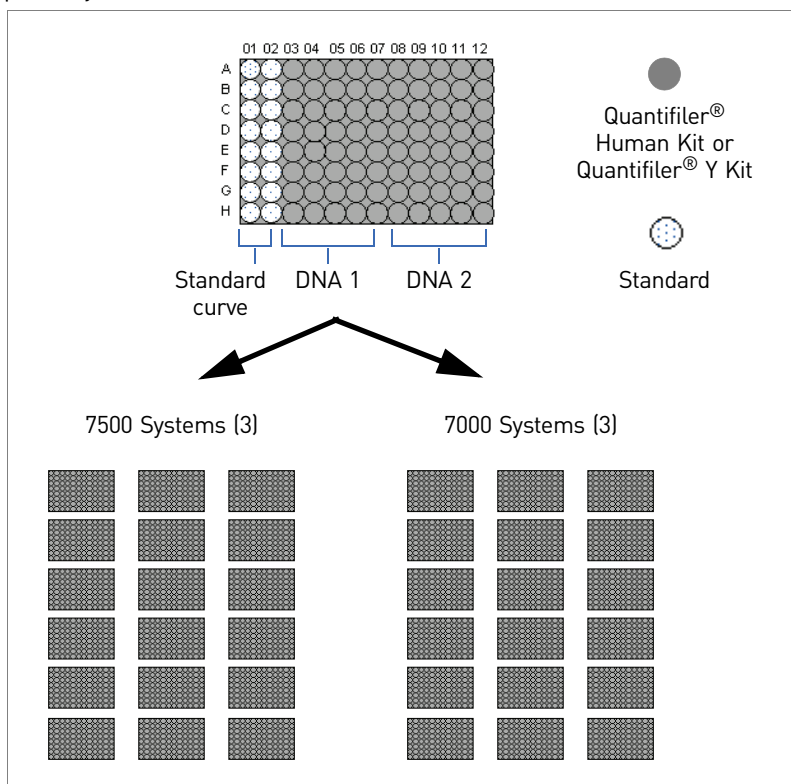 01 02 03 04 05 06 07 08 09 10 11 12
A
B
C
D
E
F
G
H
Standard
curve
DNA 1
DNA 2
Quantifiler®
Human Kit or
Quantifiler® Y Kit
Standard
7500 Systems (3)
7000 Systems (3)